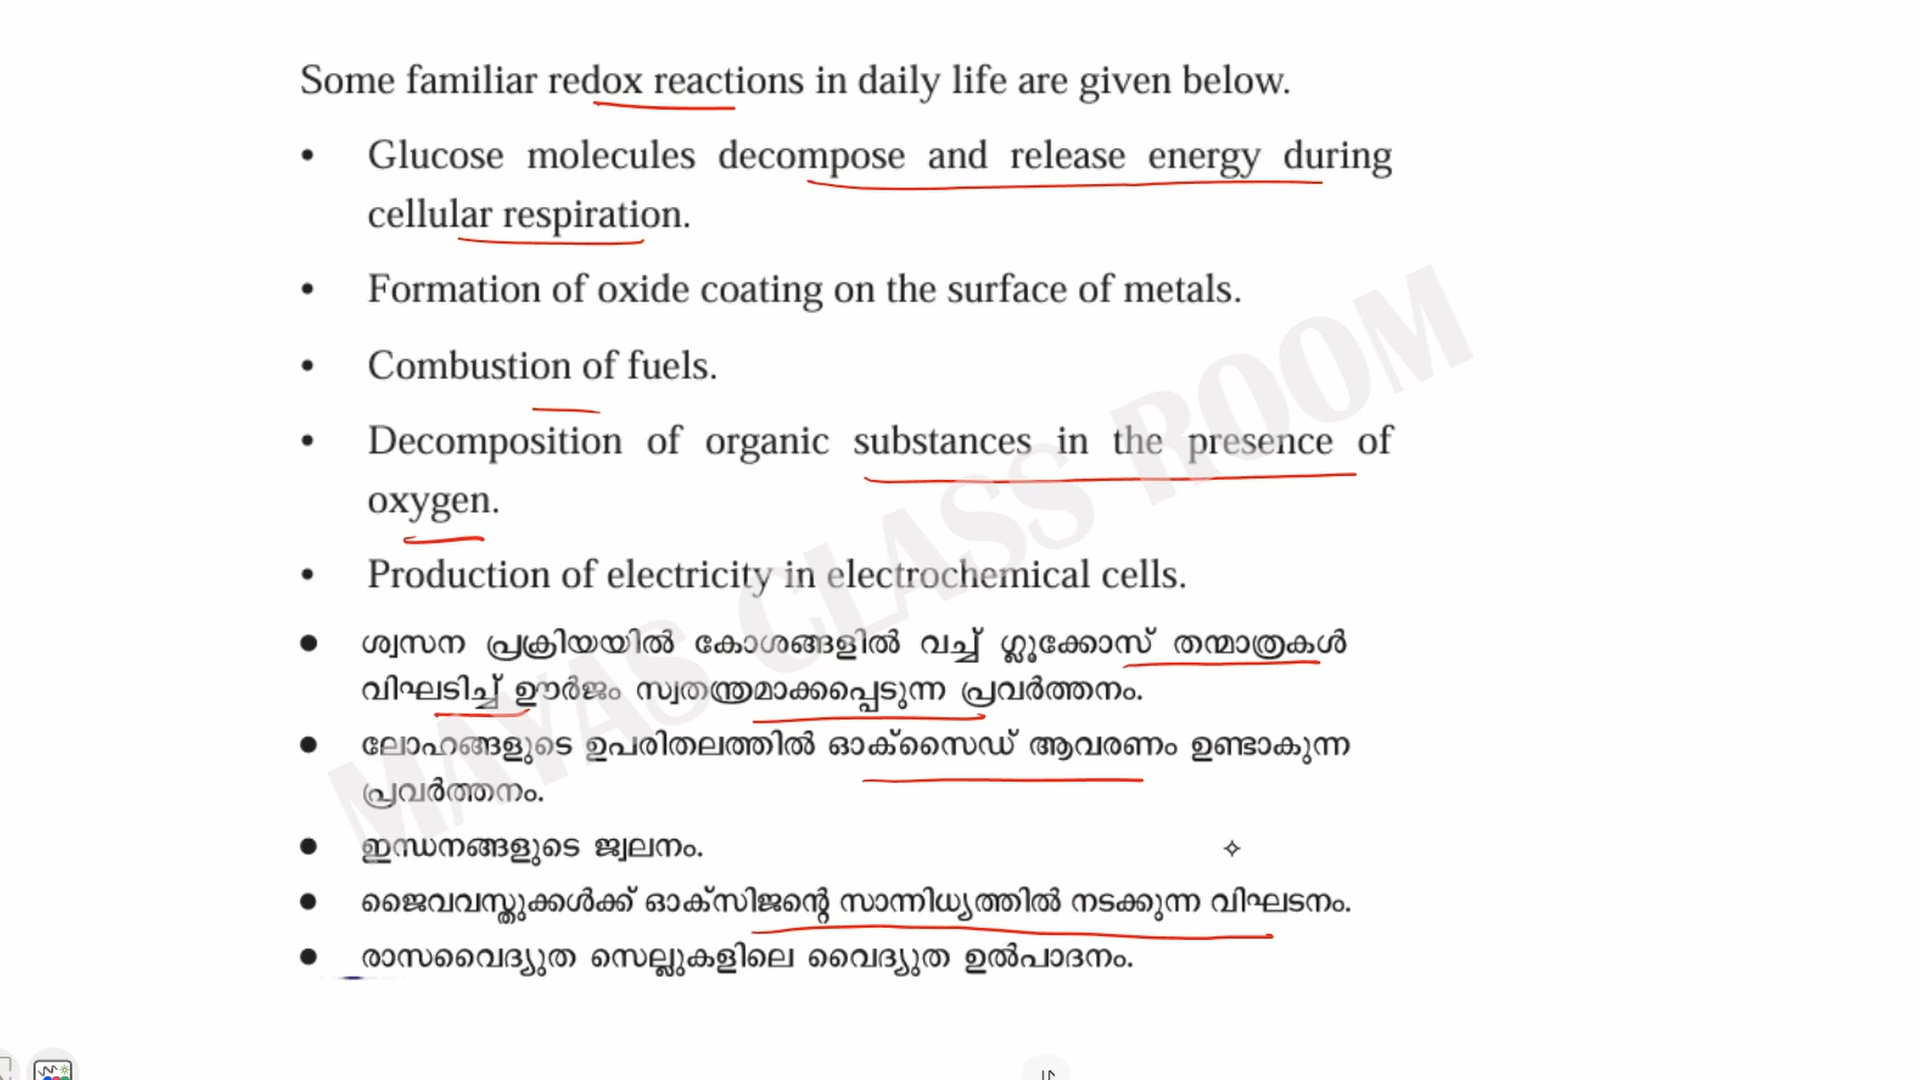 Some familiar redox reactions in daily life are given below.
• Glucose molecules decompose and release energy during
cellular respiration.
• Formation of oxide coating on the surface of metals.
• Combustion of fuels.
• Decomposition of organic substances in the presence of
oxygen.
• Production of electricity in electrochemical cells.
● ശ്വസന പ്രക്രിയയിൽ കോശങ്ങളിൽ വച്ച് ഗ്ലൂക്കോസ് തന്മാത്രകൾ
വിഘടിച്ച് ഊർജം സ്വതന്ത്രമാക്കപ്പെടുന്ന പ്രവർത്തനം.
● ലോഹങ്ങളുടെ ഉപരിതലത്തിൽ ഓക്സൈഡ് ആവരണം ഉണ്ടാകുന്ന
പ്രവർത്തനം.
● ഇന്ധനങ്ങളുടെ ജ്വലനം.
● ജൈവവസ്തുക്കൾക്ക് ഓക്സിജന്റെ സാന്നിധ്യത്തിൽ നടക്കുന്ന വിഘടനം.
● രാസവൈദ്യുത സെല്ലുകളിലെ വൈദ്യുത ഉൽപാദനം.
MAYAS CLASS ROOM